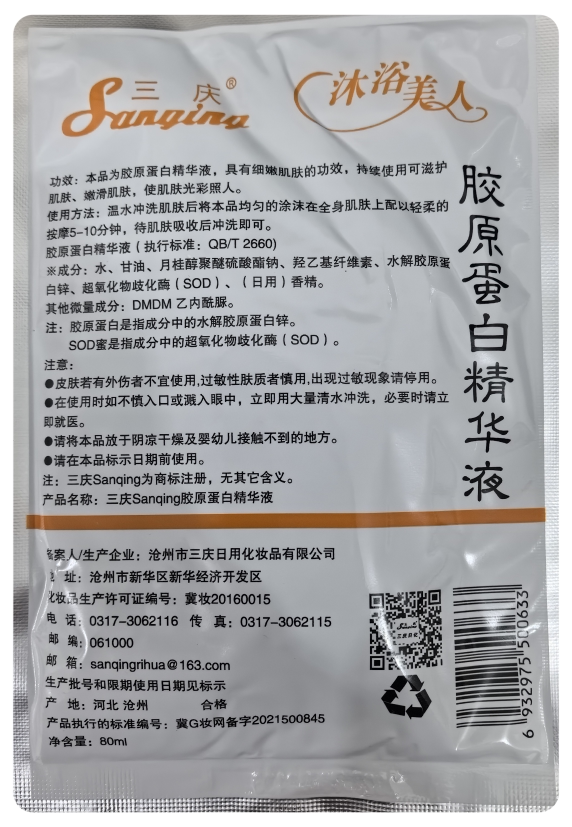 三庆®
Sanqing
沐浴美人
胶原蛋白精华液
功效：本品为胶原蛋白精华液，具有细嫩肌肤的功效，持续使用可滋护
肌肤、嫩滑肌肤，使肌肤光彩照人。
使用方法：温水冲洗肌肤后将本品均匀的涂沫在全身肌肤上配以轻柔的
按摩5-10分钟，待肌肤吸收后冲洗即可。
胶原蛋白精华液（执行标准：QB/T 2660)
※成分：水、甘油、月桂醇聚醚硫酸酯钠、羟乙基纤维素、水解胶原蛋
白锌、超氧化物歧化酶（SOD）、（日用）香精。
其他微量成分：DMDM 乙内酰脲。
注：胶原蛋白是指成分中的水解胶原蛋白锌。
SOD蜜是指成分中的超氧化物歧化酶（SOD）。
注意：
●皮肤若有外伤者不宜使用,过敏性肤质者慎用,出现过敏现象请停用。
●在使用时如不慎入口或溅入眼中，立即用大量清水冲洗，必要时请立
即就医。
●请将本品放于阴凉干燥及婴幼儿接触不到的地方。
●请在本品标示日期前使用。
注：三庆Sanqing为商标注册，无其它含义。
产品名称：三庆Sanqing胶原蛋白精华液
备案人/生产企业：沧州市三庆日用化妆品有限公司
地 址：沧州市新华区新华经济开发区
化妆品生产许可证编号：冀妆20160015
电 话：0317-3062116 传 真：0317-3062115
邮 编：061000
邮 箱：sanqingrihua@163.com
生产批号和限期使用日期见标示
产 地：河北 沧州 合格
产品执行的标准编号：冀G妆网备字2021500845
净含量：80ml
6 932975 500633